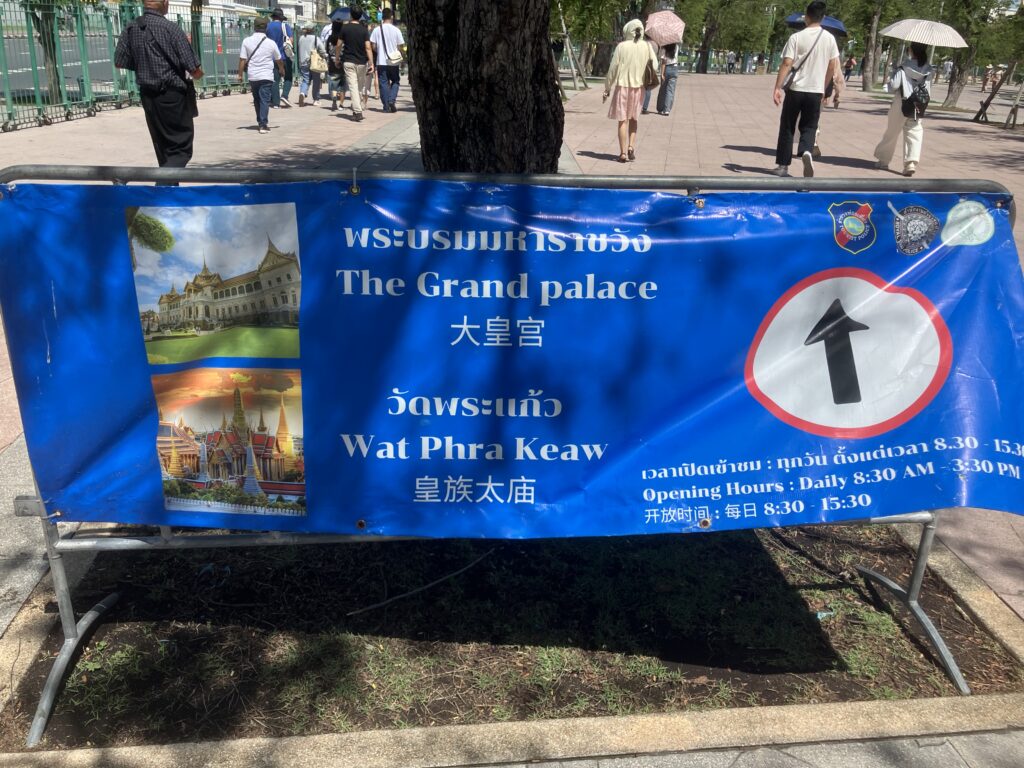 พระบรมมหาราชวัง
The Grand palace
大皇宫
วัดพระแก้ว
Wat Phra Keaw
皇族太庙
เวลาเปิดเข้าชม : ทุกวัน ตั้งแต่เวลา 8.30 - 15.30
Opening Hours : Daily 8:30 AM - 3:30 PM
开放时间 : 每日 8:30 - 15:30